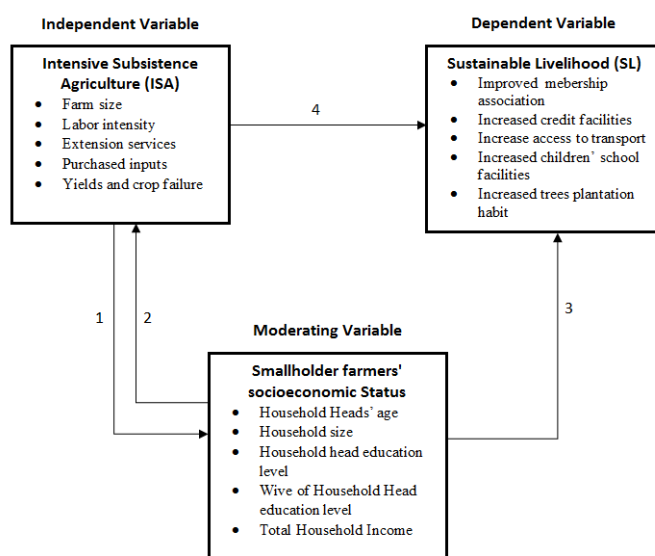 Independent Variable
Intensive Subsistence
Agriculture (ISA)
• Farm size
• Labor intensity
• Extension services
• Purchased inputs
• Yields and crop failure
4
Dependent Variable
Sustainable Livelihood (SL)
• Improved mebership
association
• Increased credit facilities
• Increase access to transport
• Increased children’ school
facilities
• Increased trees plantation
habit
1
2
3
Moderating Variable
Smallholder farmers'
socioeconomic Status
• Household Heads’ age
• Household size
• Household head education
level
• Wive of Household Head
education level
• Total Household Income